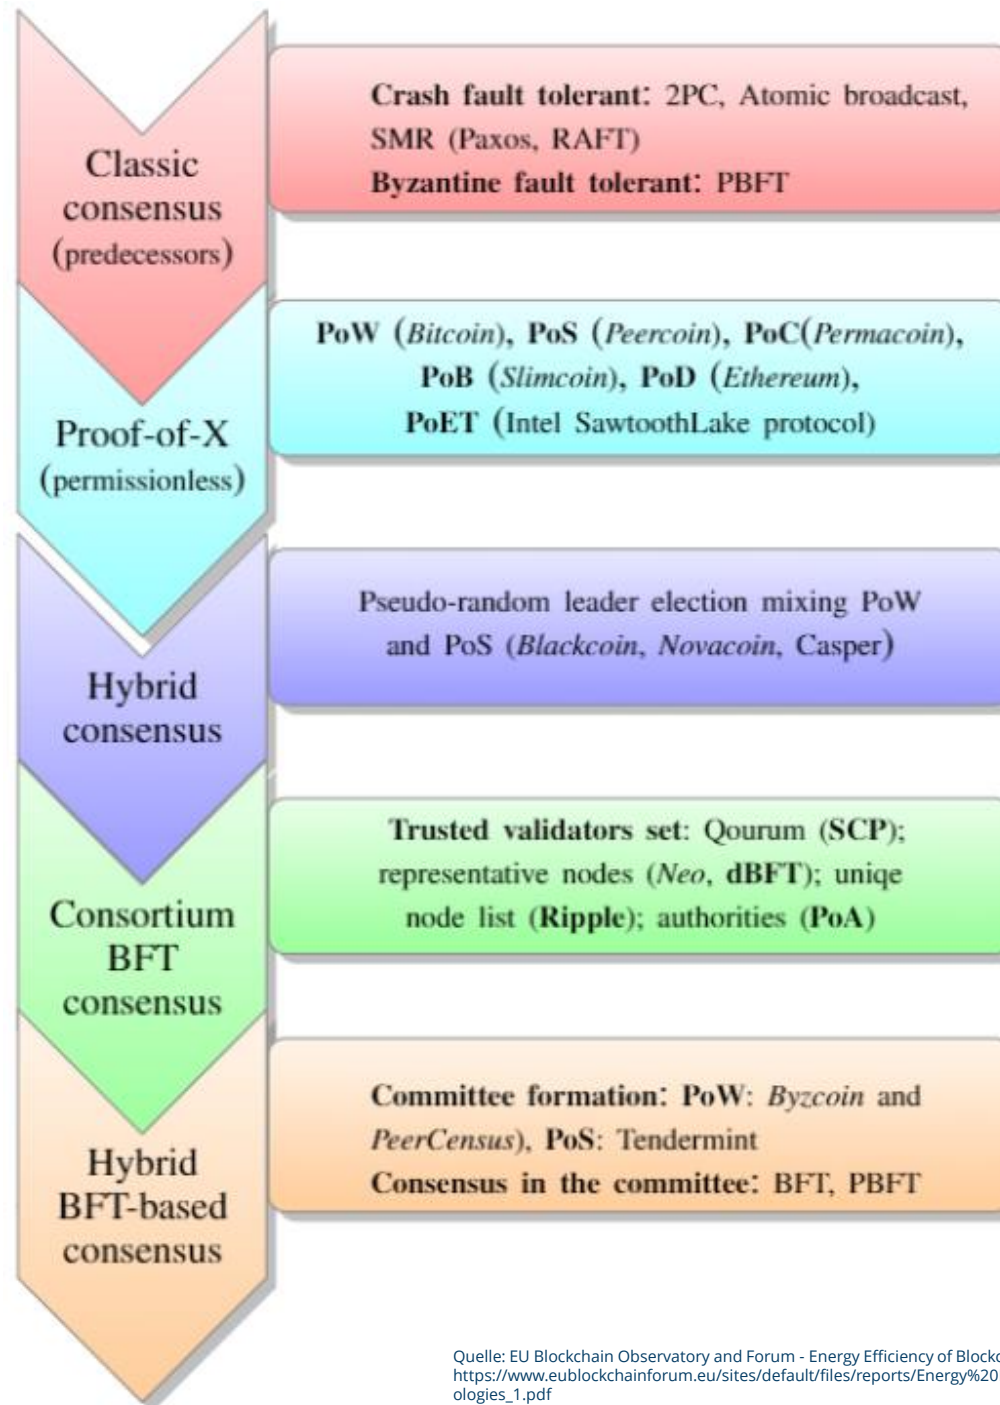 Classic
consensus
(predecessors)
Crash fault tolerant: 2PC, Atomic broadcast,
SMR (Paxos, RAFT)
Byzantine fault tolerant: PBFT
Proof-of-X
(permissionless)
PoW (Bitcoin), PoS (Peercoin), PoC(Permacoin),
PoB (Slimcoin), PoD (Ethereum),
PoET (Intel SawtoothLake protocol)
Hybrid
consensus
Pseudo-random leader election mixing PoW
and PoS (Blackcoin, Novacoin, Casper)
Consortium
BFT
consensus
Trusted validators set: Qourum (SCP);
representative nodes (Neo, dBFT); uniqe
node list (Ripple); authorities (PoA)
Hybrid
BFT-based
consensus
Committee formation: PoW: Byzcoin and
PeerCensus), PoS: Tendermint
Consensus in the committee: BFT, PBFT
Quelle: EU Blockchain Observatory and Forum - Energy Efficiency of Blockc
https://www.eublockchainforum.eu/sites/default/files/reports/Energy%20
ologies_1.pdf